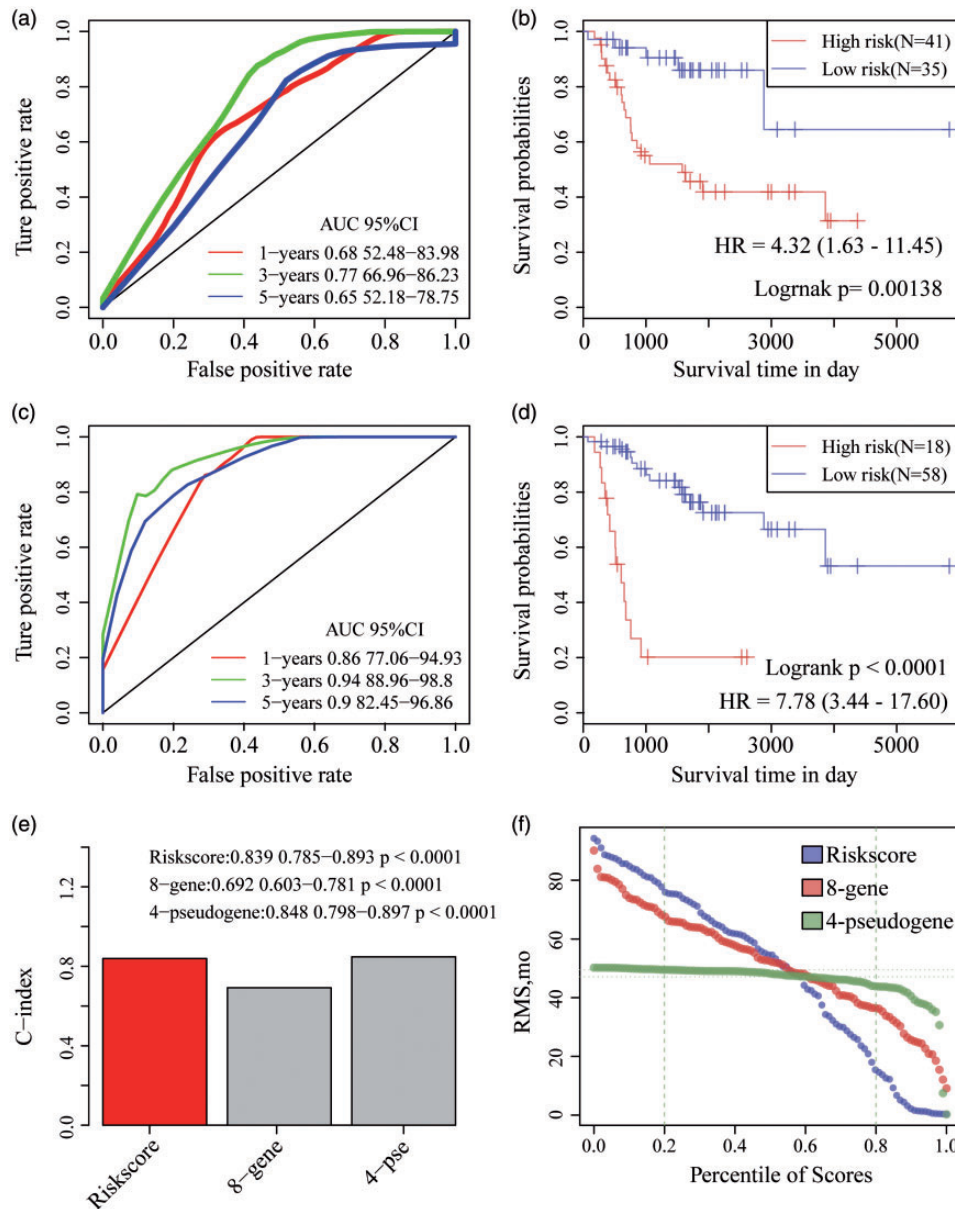 (a)
Ture positive rate
0.0 0.2 0.4 0.6 0.8 1.0
AUC 95%CI
1−years 0.68 52.48−83.98
3−years 0.77 66.96−86.23
5−years 0.65 52.18−78.75
0.0 0.2 0.4 0.6 0.8 1.0
False positive rate
(b)
Survival probabilities
0.0 0.2 0.4 0.6 0.8 1.0
High risk(N=41)
Low risk(N=35)
HR = 4.32 (1.63 - 11.45)
Logrnak p= 0.00138
0 1000 3000 5000
Survival time in day
(c)
Ture positive rate
0.0 0.2 0.4 0.6 0.8 1.0
AUC 95%CI
1−years 0.86 77.06−94.93
3−years 0.94 88.96−98.8
5−years 0.9 82.45−96.86
0.0 0.2 0.4 0.6 0.8 1.0
False positive rate
(d)
Survival probabilities
0.0 0.2 0.4 0.6 0.8 1.0
High risk(N=18)
Low risk(N=58)
Logrank p < 0.0001
HR = 7.78 (3.44 - 17.60)
0 1000 3000 5000
Survival time in day
(e)
C−index
0.0 0.4 0.8 1.2
Riskscore:0.839 0.785−0.893 p < 0.0001
8−gene:0.692 0.603−0.781 p < 0.0001
4−pseudogene:0.848 0.798−0.897 p < 0.0001
Riskscore
8−gene
4−pse
(f)
RMS,mo
0 20 40 60 80
Riskscore
8-gene
4-pseudogene
0.0 0.2 0.4 0.6 0.8 1.0
Percentile of Scores